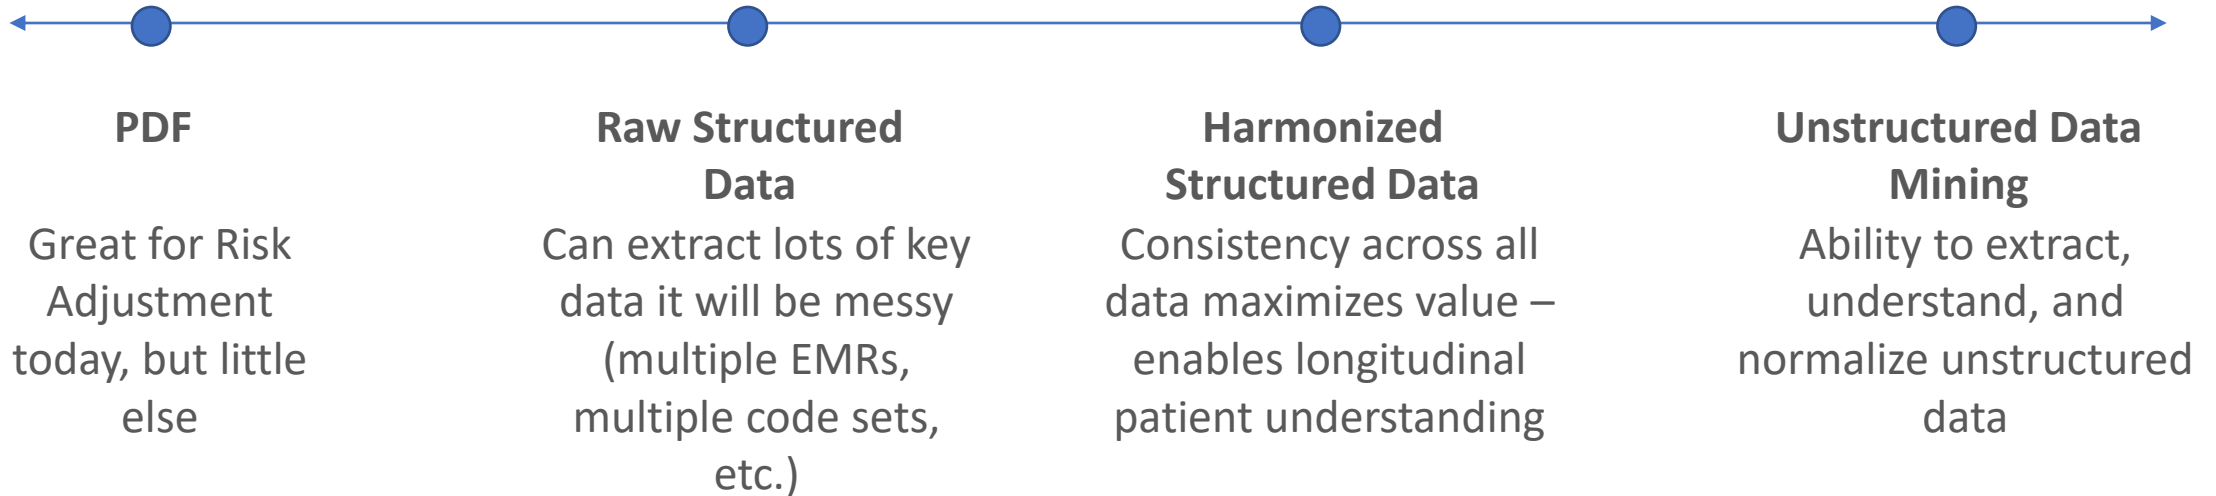 PDF
Great for Risk
Adjustment
today, but little
else
Raw Structured
Data
Can extract lots of key
data it will be messy
(multiple EMRs,
multiple code sets,
etc.)
Harmonized
Structured Data
Consistency across all
data maximizes value –
enables longitudinal
patient understanding
Unstructured Data
Mining
Ability to extract,
understand, and
normalize unstructured
data